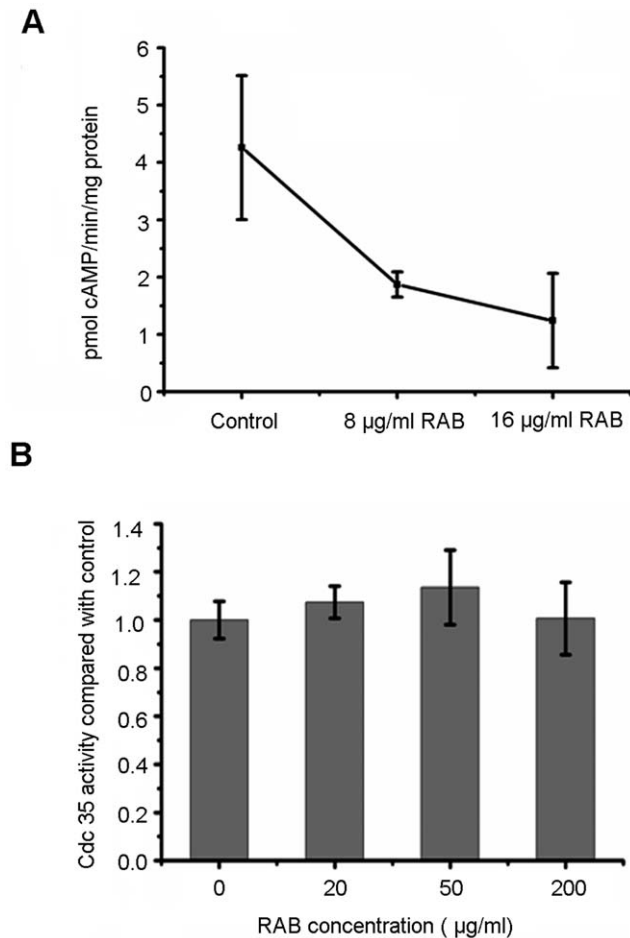 A
6
5
4
3
2
1
0
pmol cAMP/min/mg protein
Control 8 µg/ml RAB 16 µg/ml RAB
B
1.4
1.2
1.0
0.8
0.6
0.4
0.2
0.0
Cdc 35 activity compared with control
0 20 50 200
RAB concentration ( µg/ml)